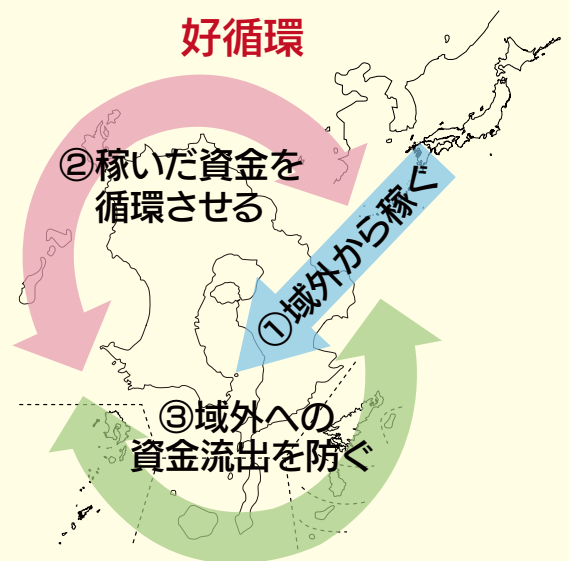 好循環
②稼いだ資金を
循環させる
①域外から稼ぐ
③域外への
資金流出を防ぐ